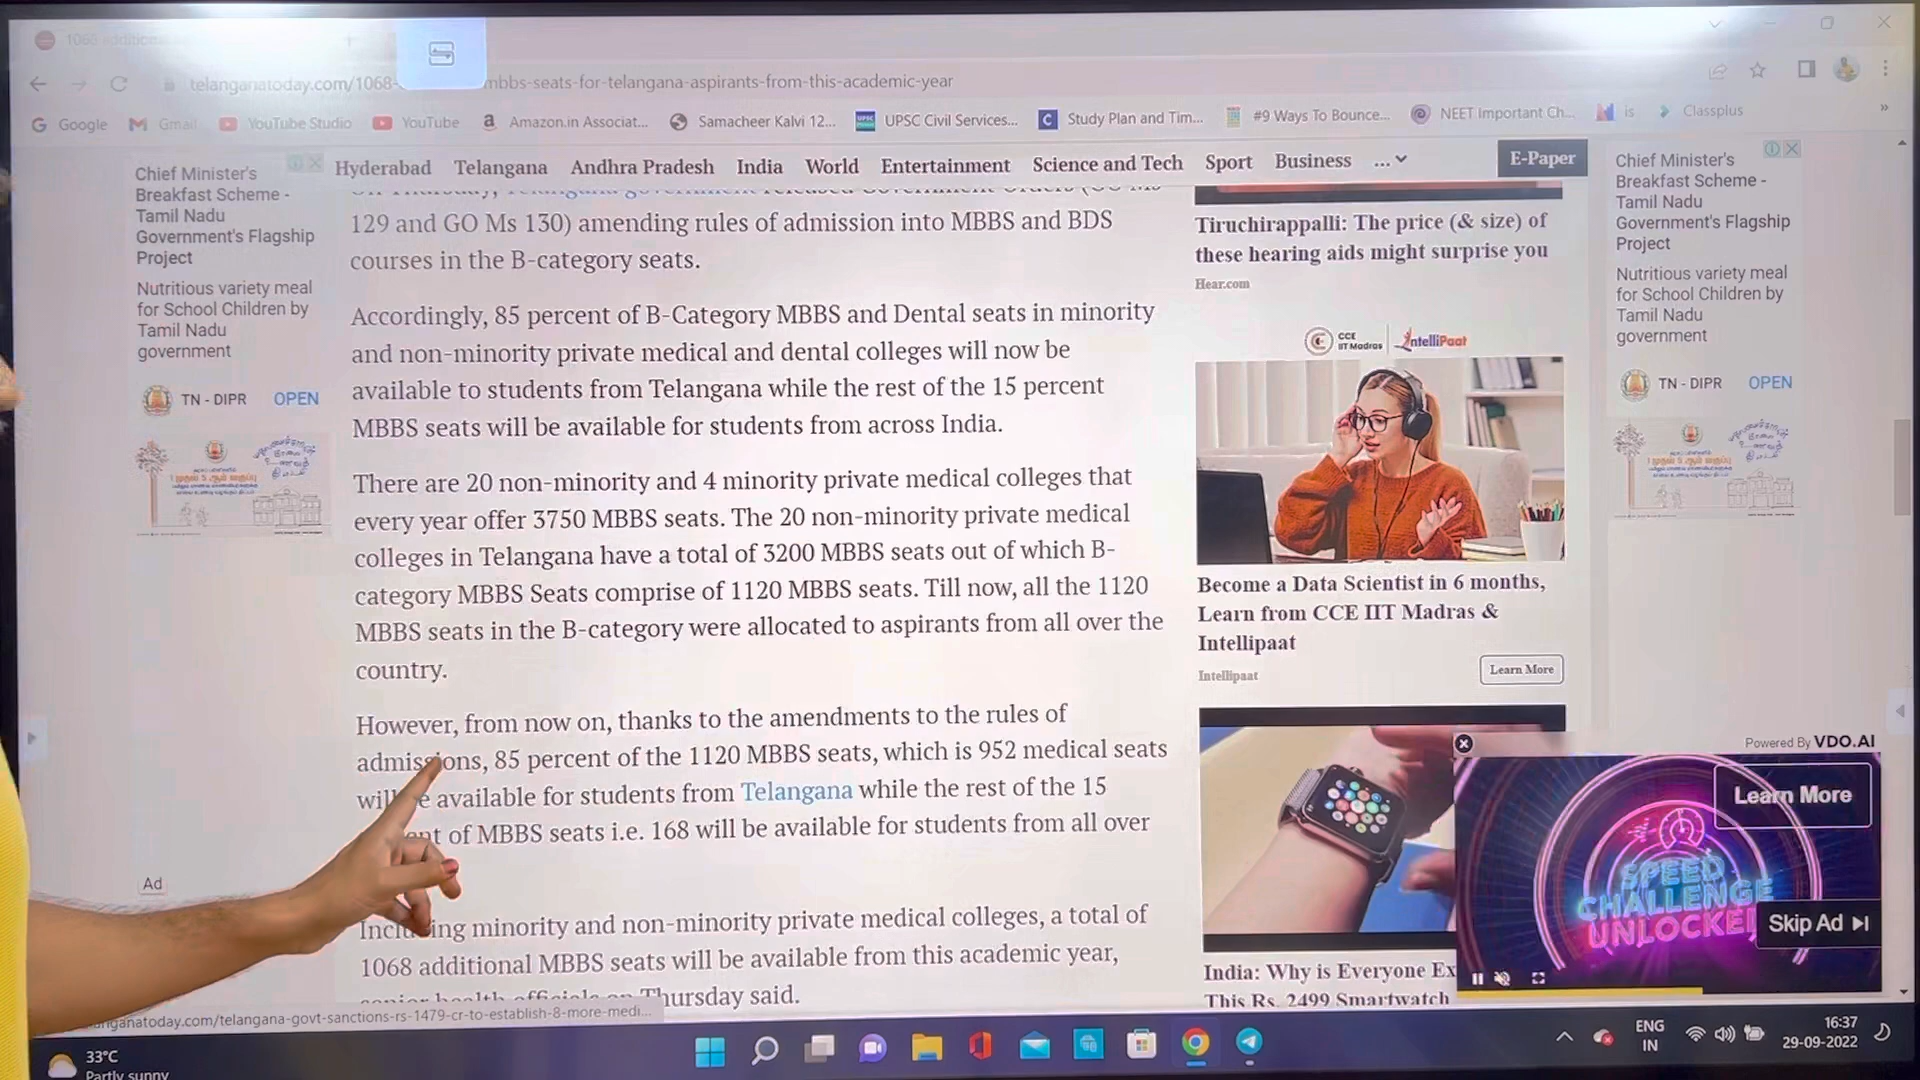 1068 additiona
telanganatoday.com/1068-
mbbs-seats-for-telangana-aspirants-from-this-academic-year
Google
Gmail
YouTube Studio
YouTube
Amazon.in Associat...
Samacheer Kalvi 12...
UPSC Civil Services...
Study Plan and Tim...
#9 Ways To Bounce...
NEET Important Ch...
is
Classplus
»
Hyderabad Telangana Andhra Pradesh India World Entertainment Science and Tech Sport Business ... E-Paper
Chief Minister's
Breakfast Scheme -
Tamil Nadu
Government's Flagship
Project
Nutritious variety meal
for School Children by
Tamil Nadu
government
TN - DIPR OPEN
Ad
129 and GO Ms 130) amending rules of admission into MBBS and BDS
courses in the B-category seats.
Accordingly, 85 percent of B-Category MBBS and Dental seats in minority
and non-minority private medical and dental colleges will now be
available to students from Telangana while the rest of the 15 percent
MBBS seats will be available for students from across India.
There are 20 non-minority and 4 minority private medical colleges that
every year offer 3750 MBBS seats. The 20 non-minority private medical
colleges in Telangana have a total of 3200 MBBS seats out of which B-
category MBBS Seats comprise of 1120 MBBS seats. Till now, all the 1120
MBBS seats in the B-category were allocated to aspirants from all over the
country.
However, from now on, thanks to the amendments to the rules of
admissions, 85 percent of the 1120 MBBS seats, which is 952 medical seats
will be available for students from Telangana while the rest of the 15
ent of MBBS seats i.e. 168 will be available for students from all over
Including minority and non-minority private medical colleges, a total of
1068 additional MBBS seats will be available from this academic year,
senior health officials on Thursday said.
Tiruchirappalli: The price (& size) of
these hearing aids might surprise you
Hear.com
CCE
IIT Madras
IntelliPaat
Become a Data Scientist in 6 months,
Learn from CCE IIT Madras &
Intellipaat
Intellipaat
Learn More
India: Why is Everyone Ex
This Rs. 2499 Smartwatch
Chief Minister's
Breakfast Scheme -
Tamil Nadu
Government's Flagship
Project
Nutritious variety meal
for School Children by
Tamil Nadu
government
TN - DIPR OPEN
Powered By VDO.AI
Learn More
SPEED
CHALLENGE
UNLOCKED
Skip Ad
nganatoday.com/telangana-govt-sanctions-rs-1479-cr-to-establish-8-more-medi...
33°C
Partly sunny
ENG
IN
16:37
29-09-2022